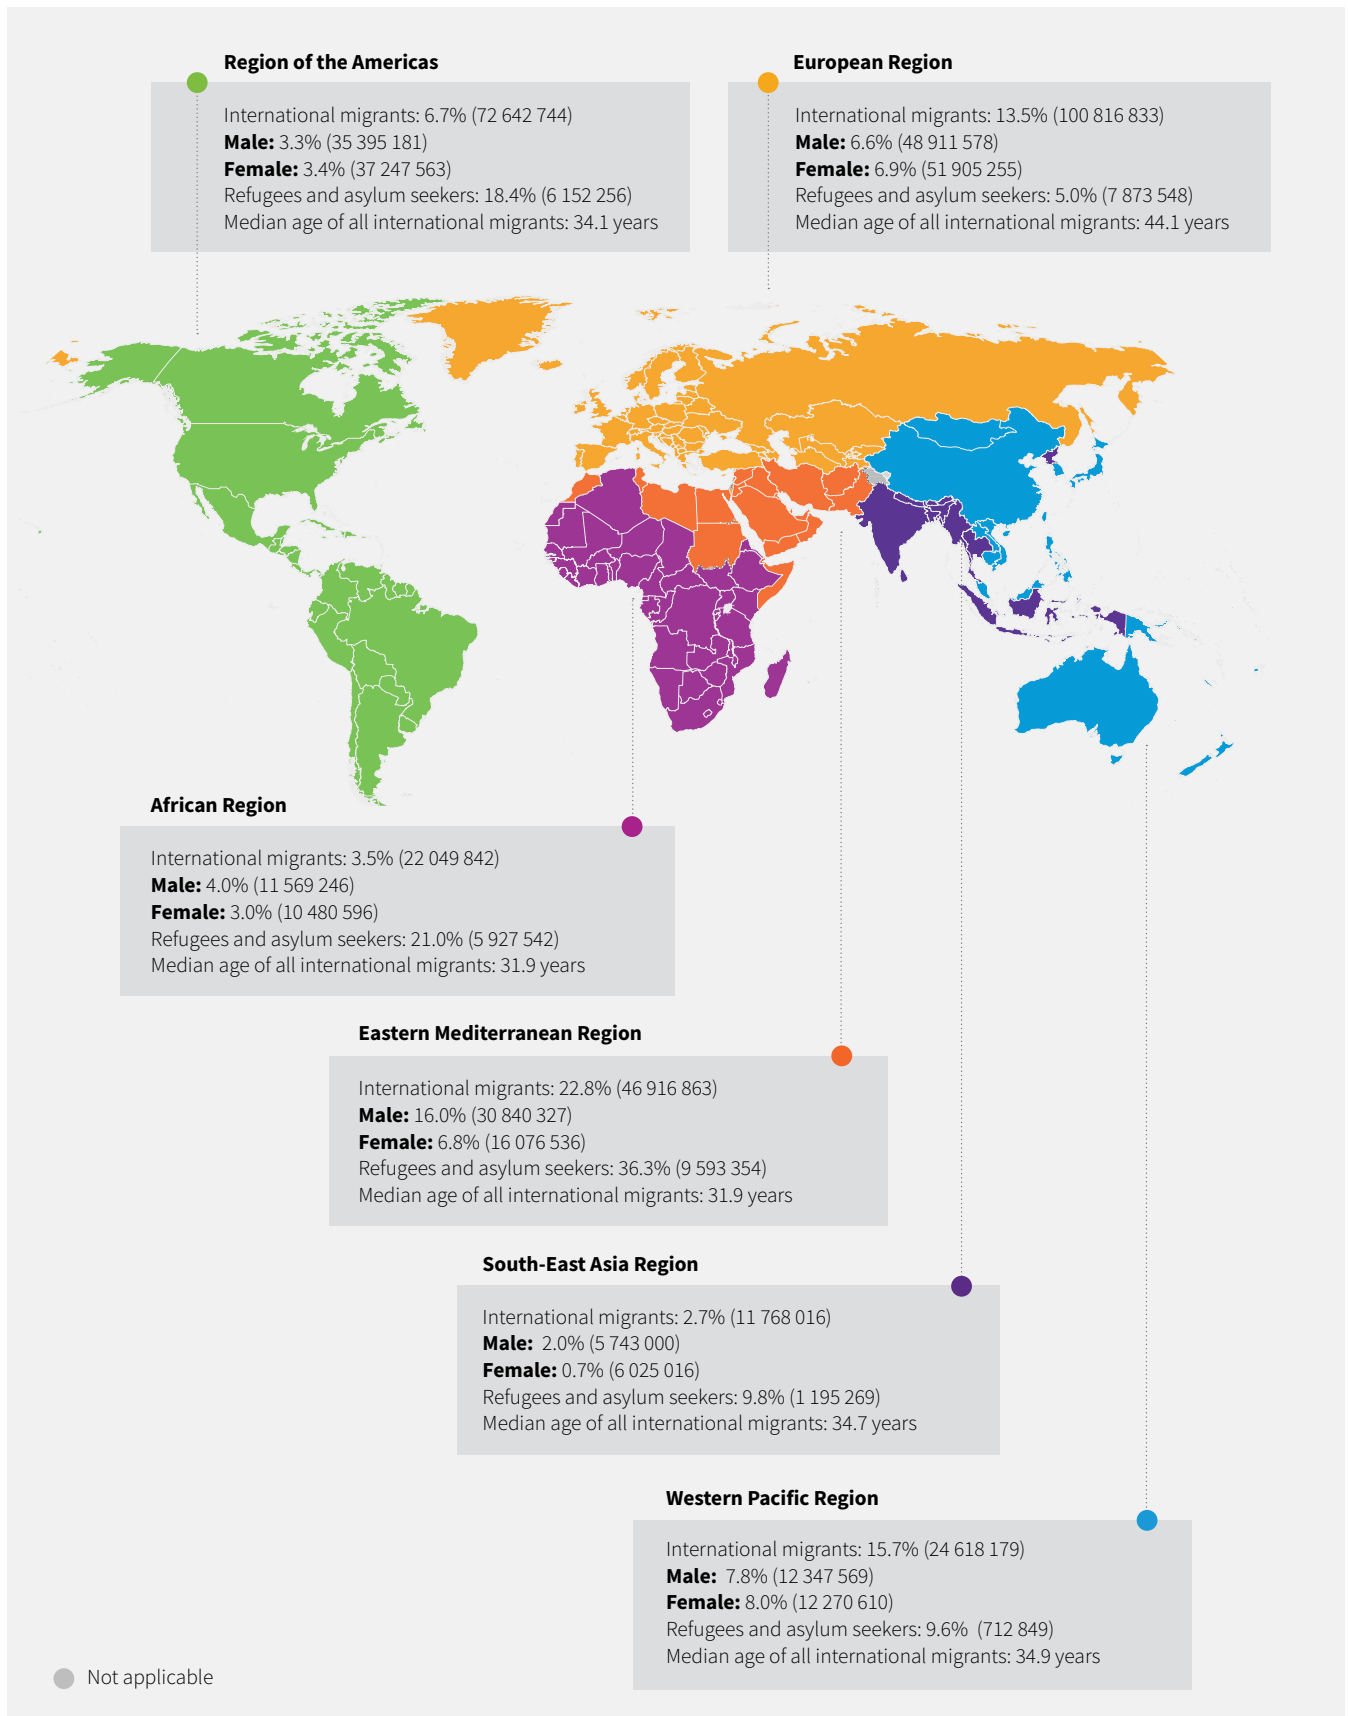 Region of the Americas
International migrants: 6.7% (72 642 744)
Male: 3.3% (35 395 181)
Female: 3.4% (37 247 563)
Refugees and asylum seekers: 18.4% (6 152 256)
Median age of all international migrants: 34.1 years
European Region
International migrants: 13.5% (100 816 833)
Male: 6.6% (48 911 578)
Female: 6.9% (51 905 255)
Refugees and asylum seekers: 5.0% (7 873 548)
Median age of all international migrants: 44.1 years
African Region
International migrants: 3.5% (22 049 842)
Male: 4.0% (11 569 246)
Female: 3.0% (10 480 596)
Refugees and asylum seekers: 21.0% (5 927 542)
Median age of all international migrants: 31.9 years
Eastern Mediterranean Region
International migrants: 22.8% (46 916 863)
Male: 16.0% (30 840 327)
Female: 6.8% (16 076 536)
Refugees and asylum seekers: 36.3% (9 593 354)
Median age of all international migrants: 31.9 years
South-East Asia Region
International migrants: 2.7% (11 768 016)
Male: 2.0% (5 743 000)
Female: 0.7% (6 025 016)
Refugees and asylum seekers: 9.8% (1 195 269)
Median age of all international migrants: 34.7 years
Western Pacific Region
International migrants: 15.7% (24 618 179)
Male: 7.8% (12 347 569)
Female: 8.0% (12 270 610)
Refugees and asylum seekers: 9.6% (712 849)
Median age of all international migrants: 34.9 years
Not applicable